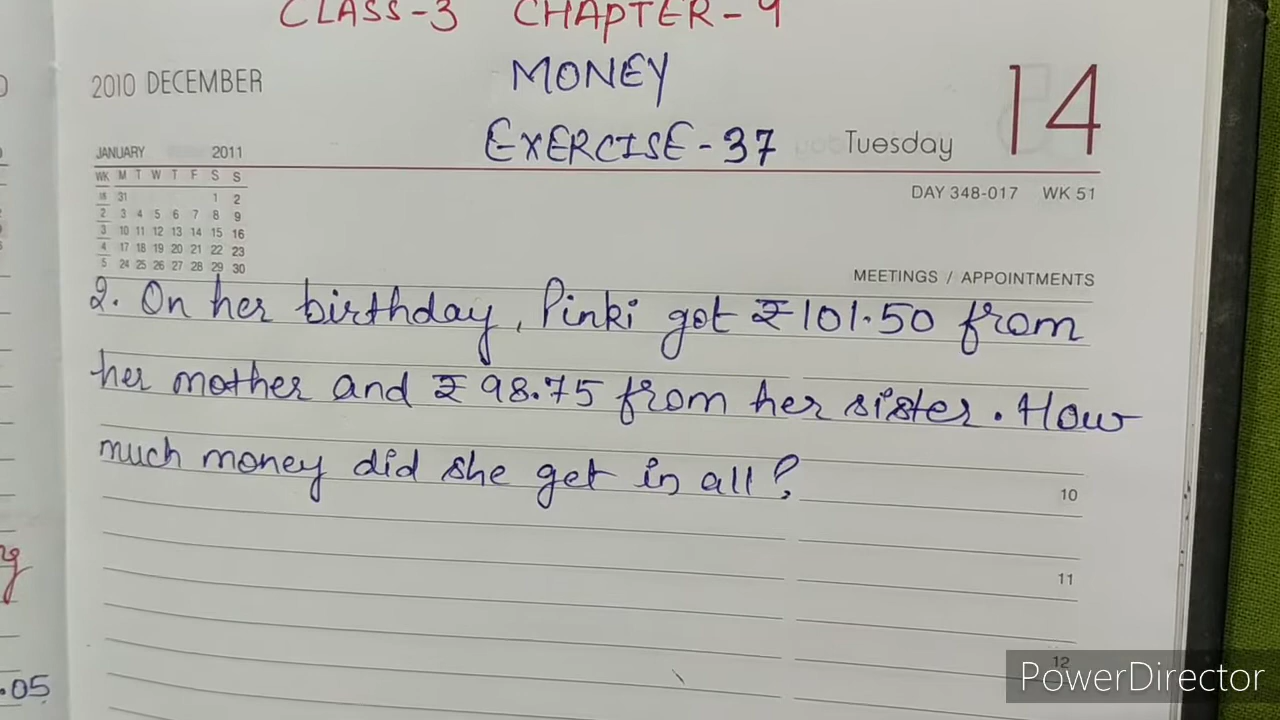 CLASS-3 CHAPTER-9
MONEY
2010 DECEMBER
14
EXERCISE-37
Tuesday
JANUARY 2011
WK M T W T F S S
31 1 2
2 3 4 5 6 7 8 9
3 10 11 12 13 14 15 16
4 17 18 19 20 21 22 23
5 24 25 26 27 28 29 30
DAY 348-017 WK 51
MEETINGS / APPOINTMENTS
2. On her birthday, Pinki got ₹101.50 from
her mother and ₹98.75 from her sister. How
much money did she get in all?
10
11
12
.05
PowerDirector